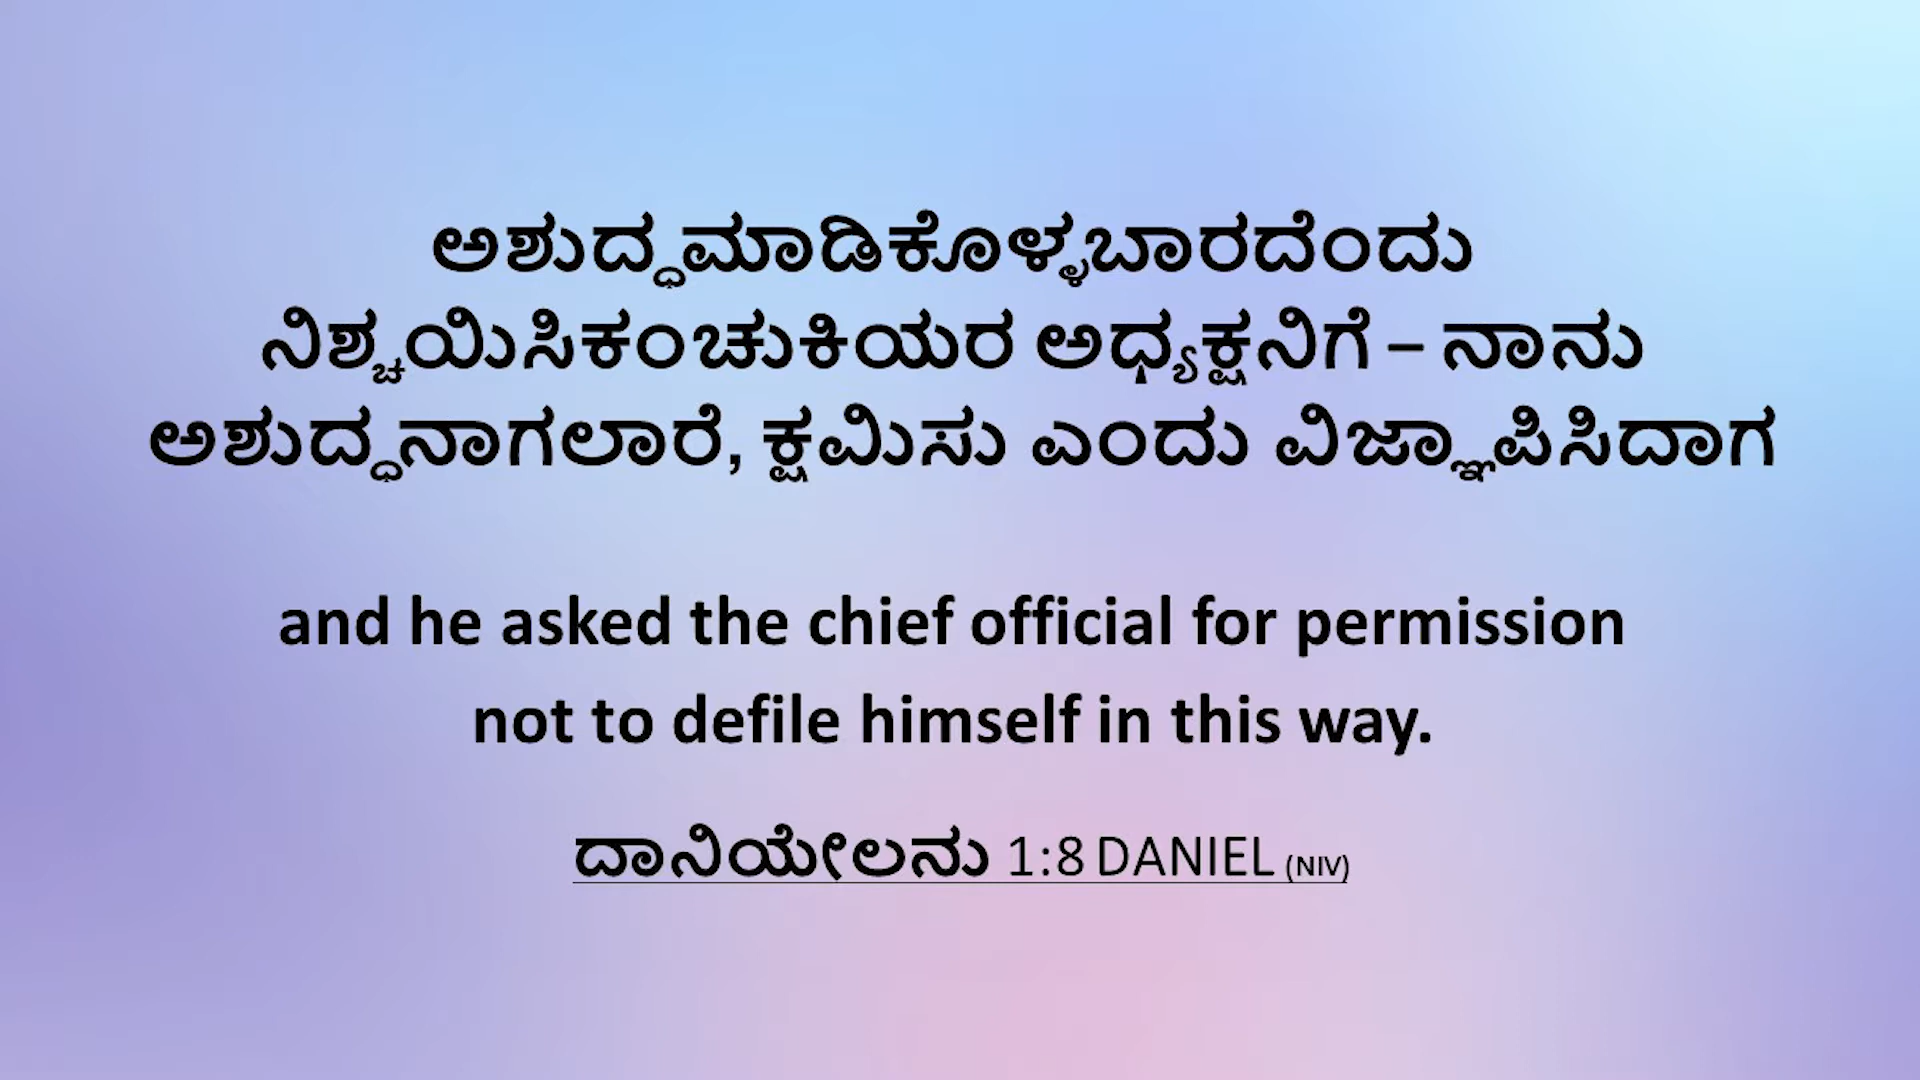 ಅಶುದ್ಧಮಾಡಿಕೊಳ್ಳಬಾರದೆಂದು
ನಿಶ್ಚಯಿಸಿಕಂಚುಕಿಯರ ಅಧ್ಯಕ್ಷನಿಗೆ – ನಾನು
ಅಶುದ್ಧನಾಗಲಾರೆ, ಕ್ಷಮಿಸು ಎಂದು ವಿಜ್ಞಾಪಿಸಿದಾಗ
and he asked the chief official for permission
not to defile himself in this way.
ದಾನಿಯೇಲನು 1:8 DANIEL (NIV)